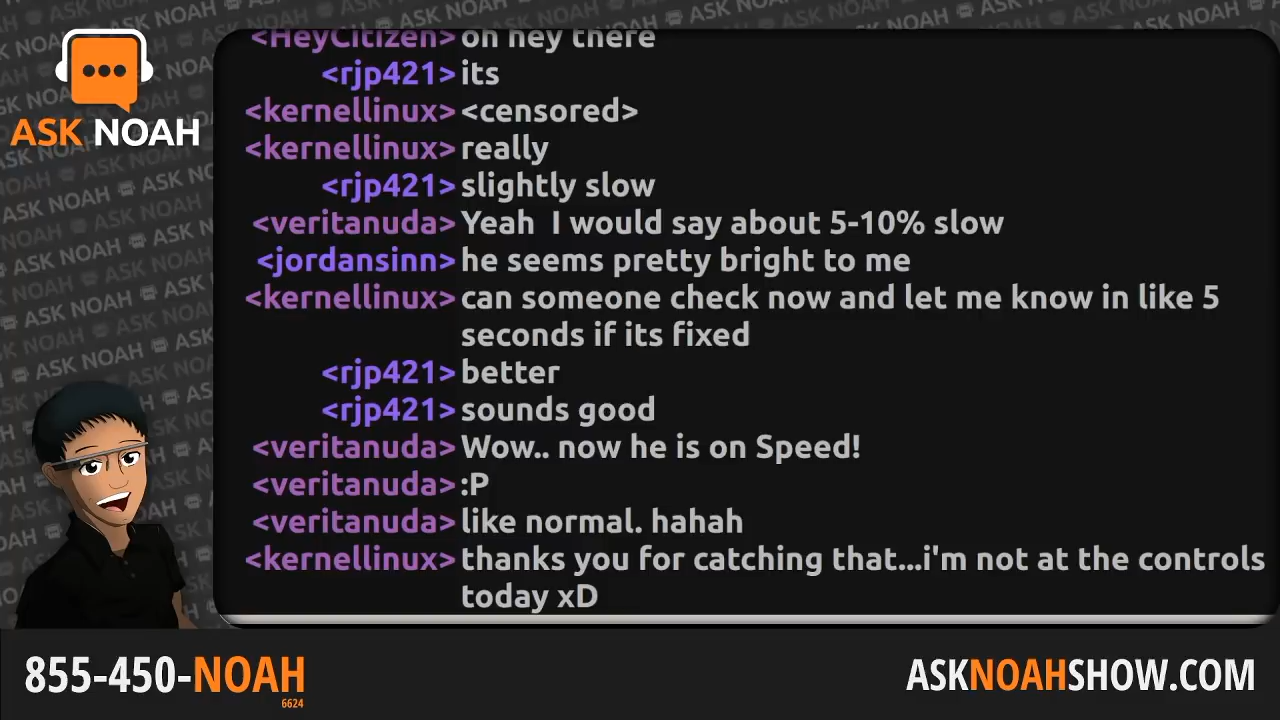 ASK NOAH
<HeyCitizen> oh hey there
<rjp421> its
<kernellinux> <censored>
<kernellinux> really
<rjp421> slightly slow
<veritanuda> Yeah  I would say about 5-10% slow
<jordansinn> he seems pretty bright to me
<kernellinux> can someone check now and let me know in like 5
seconds if its fixed
<rjp421> better
<rjp421> sounds good
<veritanuda> Wow.. now he is on Speed!
<veritanuda> :P
<veritanuda> like normal. hahah
<kernellinux> thanks you for catching that...i'm not at the controls
today xD
855-450-NOAH
6624
ASKNOAHSHOW.COM